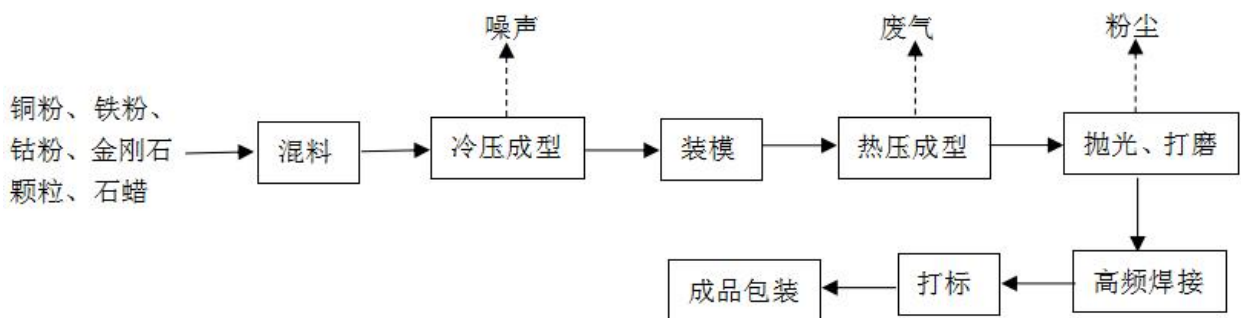 噪声
废气
粉尘
铜粉、铁粉、
钴粉、金刚石
颗粒、石蜡
混料
冷压成型
装模
热压成型
抛光、打磨
高频焊接
打标
成品包装